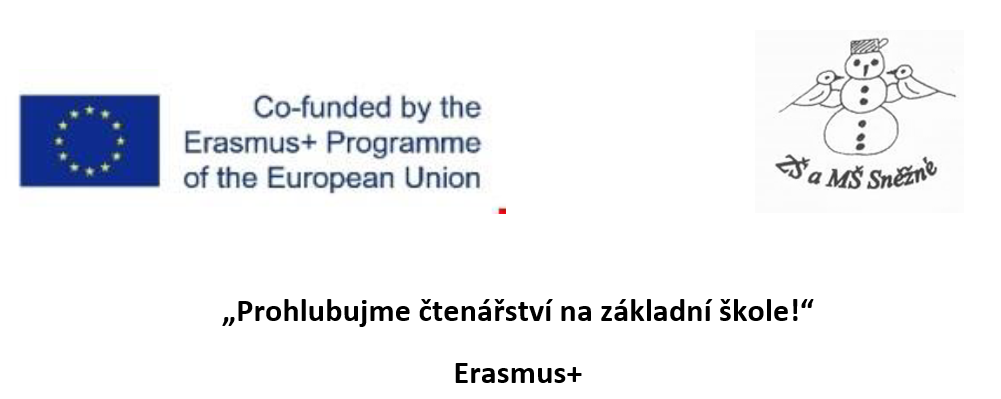 Co-funded by the
Erasmus+ Programme
of the European Union
ZŠ a MŠ Sněžné
„Prohlubujme čtenářství na základní škole!“
Erasmus+